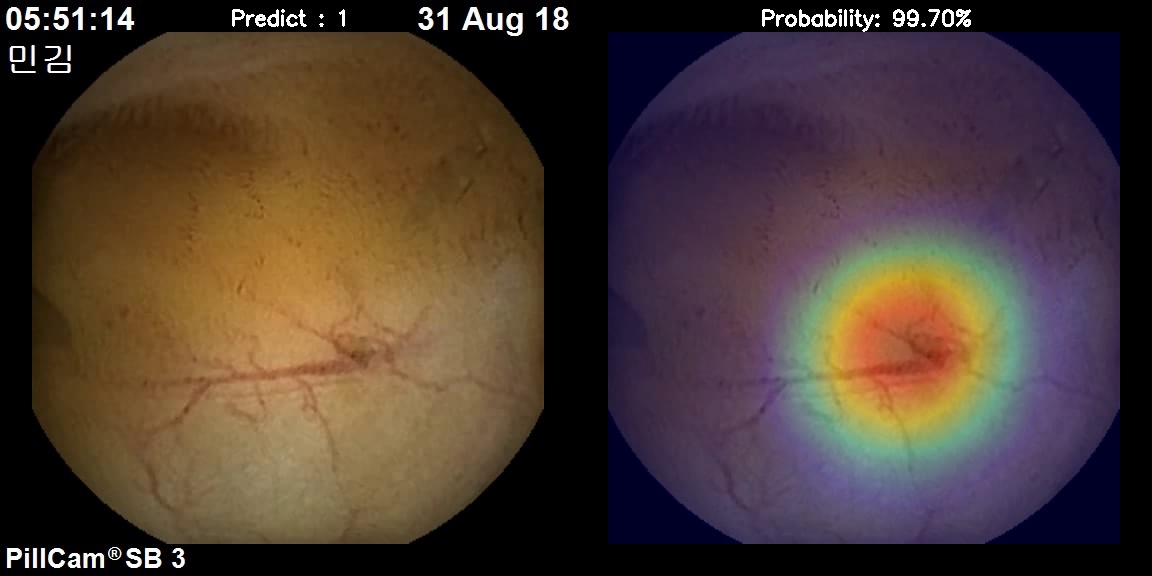 05:51:14
Predict : 1
31 Aug 18
Probability: 99.70%
민김
PillCam® SB 3